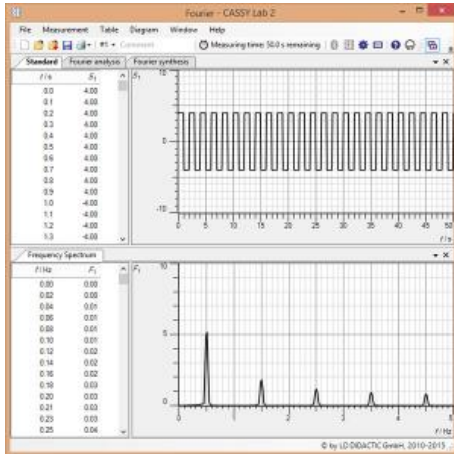 Fourier - CASSY Lab 2
File Measurement Table Diagram Window Help
Comment Measuring time: 50.0 s remaining
Standard Fourier analysis Fourier synthesis
t / s S₁
0.0 4.00
0.1 4.00
0.2 4.00
0.3 4.00
0.4 4.00
0.5 4.00
0.6 4.00
0.7 4.00
0.8 4.00
0.9 4.00
1.0 -4.00
1.1 -4.00
1.2 -4.00
1.3 -4.00
S₁ 10
0
-10
0 5 10 15 20 25 30 35 40 45 50
t / s
Frequency Spectrum
f / Hz F₁
0.00 0.00
0.02 0.00
0.04 0.01
0.06 0.01
0.08 0.01
0.10 0.01
0.12 0.02
0.14 0.02
0.16 0.02
0.18 0.03
0.20 0.03
0.21 0.03
0.23 0.03
0.25 0.04
F₁ 10
5
0
0 1 2 3 4 5
f / Hz
© by LD DIDACTIC GmbH, 2010-2015